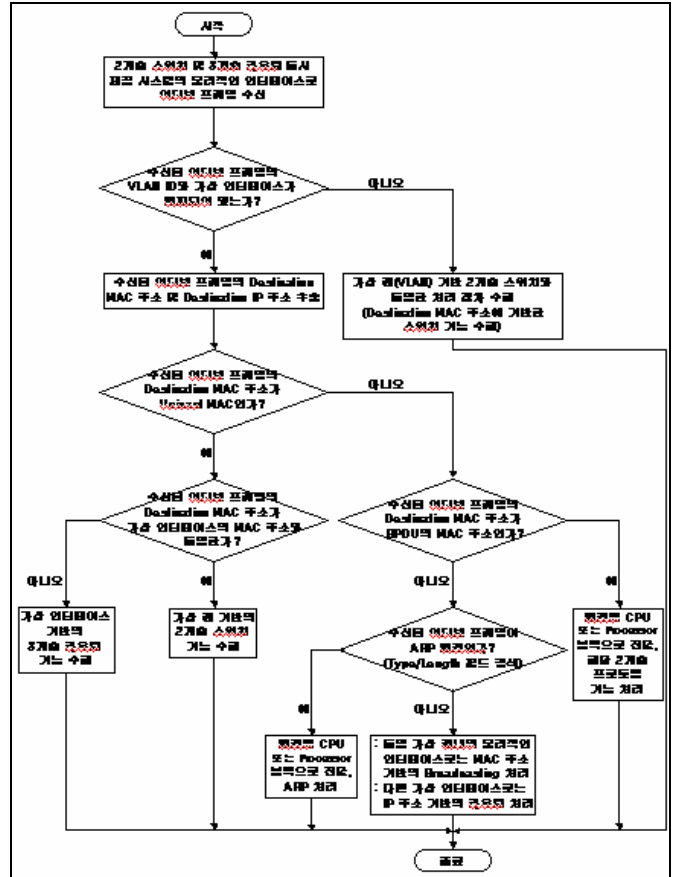 시작
2계층 스위칭 및 3계층 라우팅 동시
제공 시스템의 물리적인 인터페이스로
이더넷 프레임 수신
수신된 이더넷 프레임의
VLAN ID와 가상 인터페이스가
일치되어 있는가?
아니오
예
수신된 이더넷 프레임의 Destination
MAC 주소 및 Destination IP 주소 추출
가상 랜(VLAN) 기반 2계층 스위치와
동일한 처리 절차 수행
(Destination MAC 주소에 기반한
스위칭 기능 수행)
수신된 이더넷 프레임의
Destination MAC 주소가
Unicast MAC인가?
아니오
예
수신된 이더넷 프레임의
Destination MAC 주소가
가상 인터페이스의 MAC 주소와
동일한가?
수신된 이더넷 프레임의
Destination MAC 주소가
BPDU의 MAC 주소인가?
아니오
예
아니오
예
가상 인터페이스
기반의
3계층 라우팅
기능 수행
가상 랜 기반의
2계층 스위칭
기능 수행
수신된 이더넷 프레임이
ARP 패킷인가?
(Type/Length 필드 검색)
패킷을 CPU
또는 Processor
블록으로 전달,
해당 2계층
프로토콜
기능 처리
예
아니오
패킷을 CPU
또는 Processor
블록으로 전달,
ARP 처리
: 동일 가상 랜내의 물리적인
인터페이스로는 MAC 주소
기반의 Broadcasting 처리
: 다른 가상 인터페이스로는
IP 주소 기반의 라우팅 처리
종료